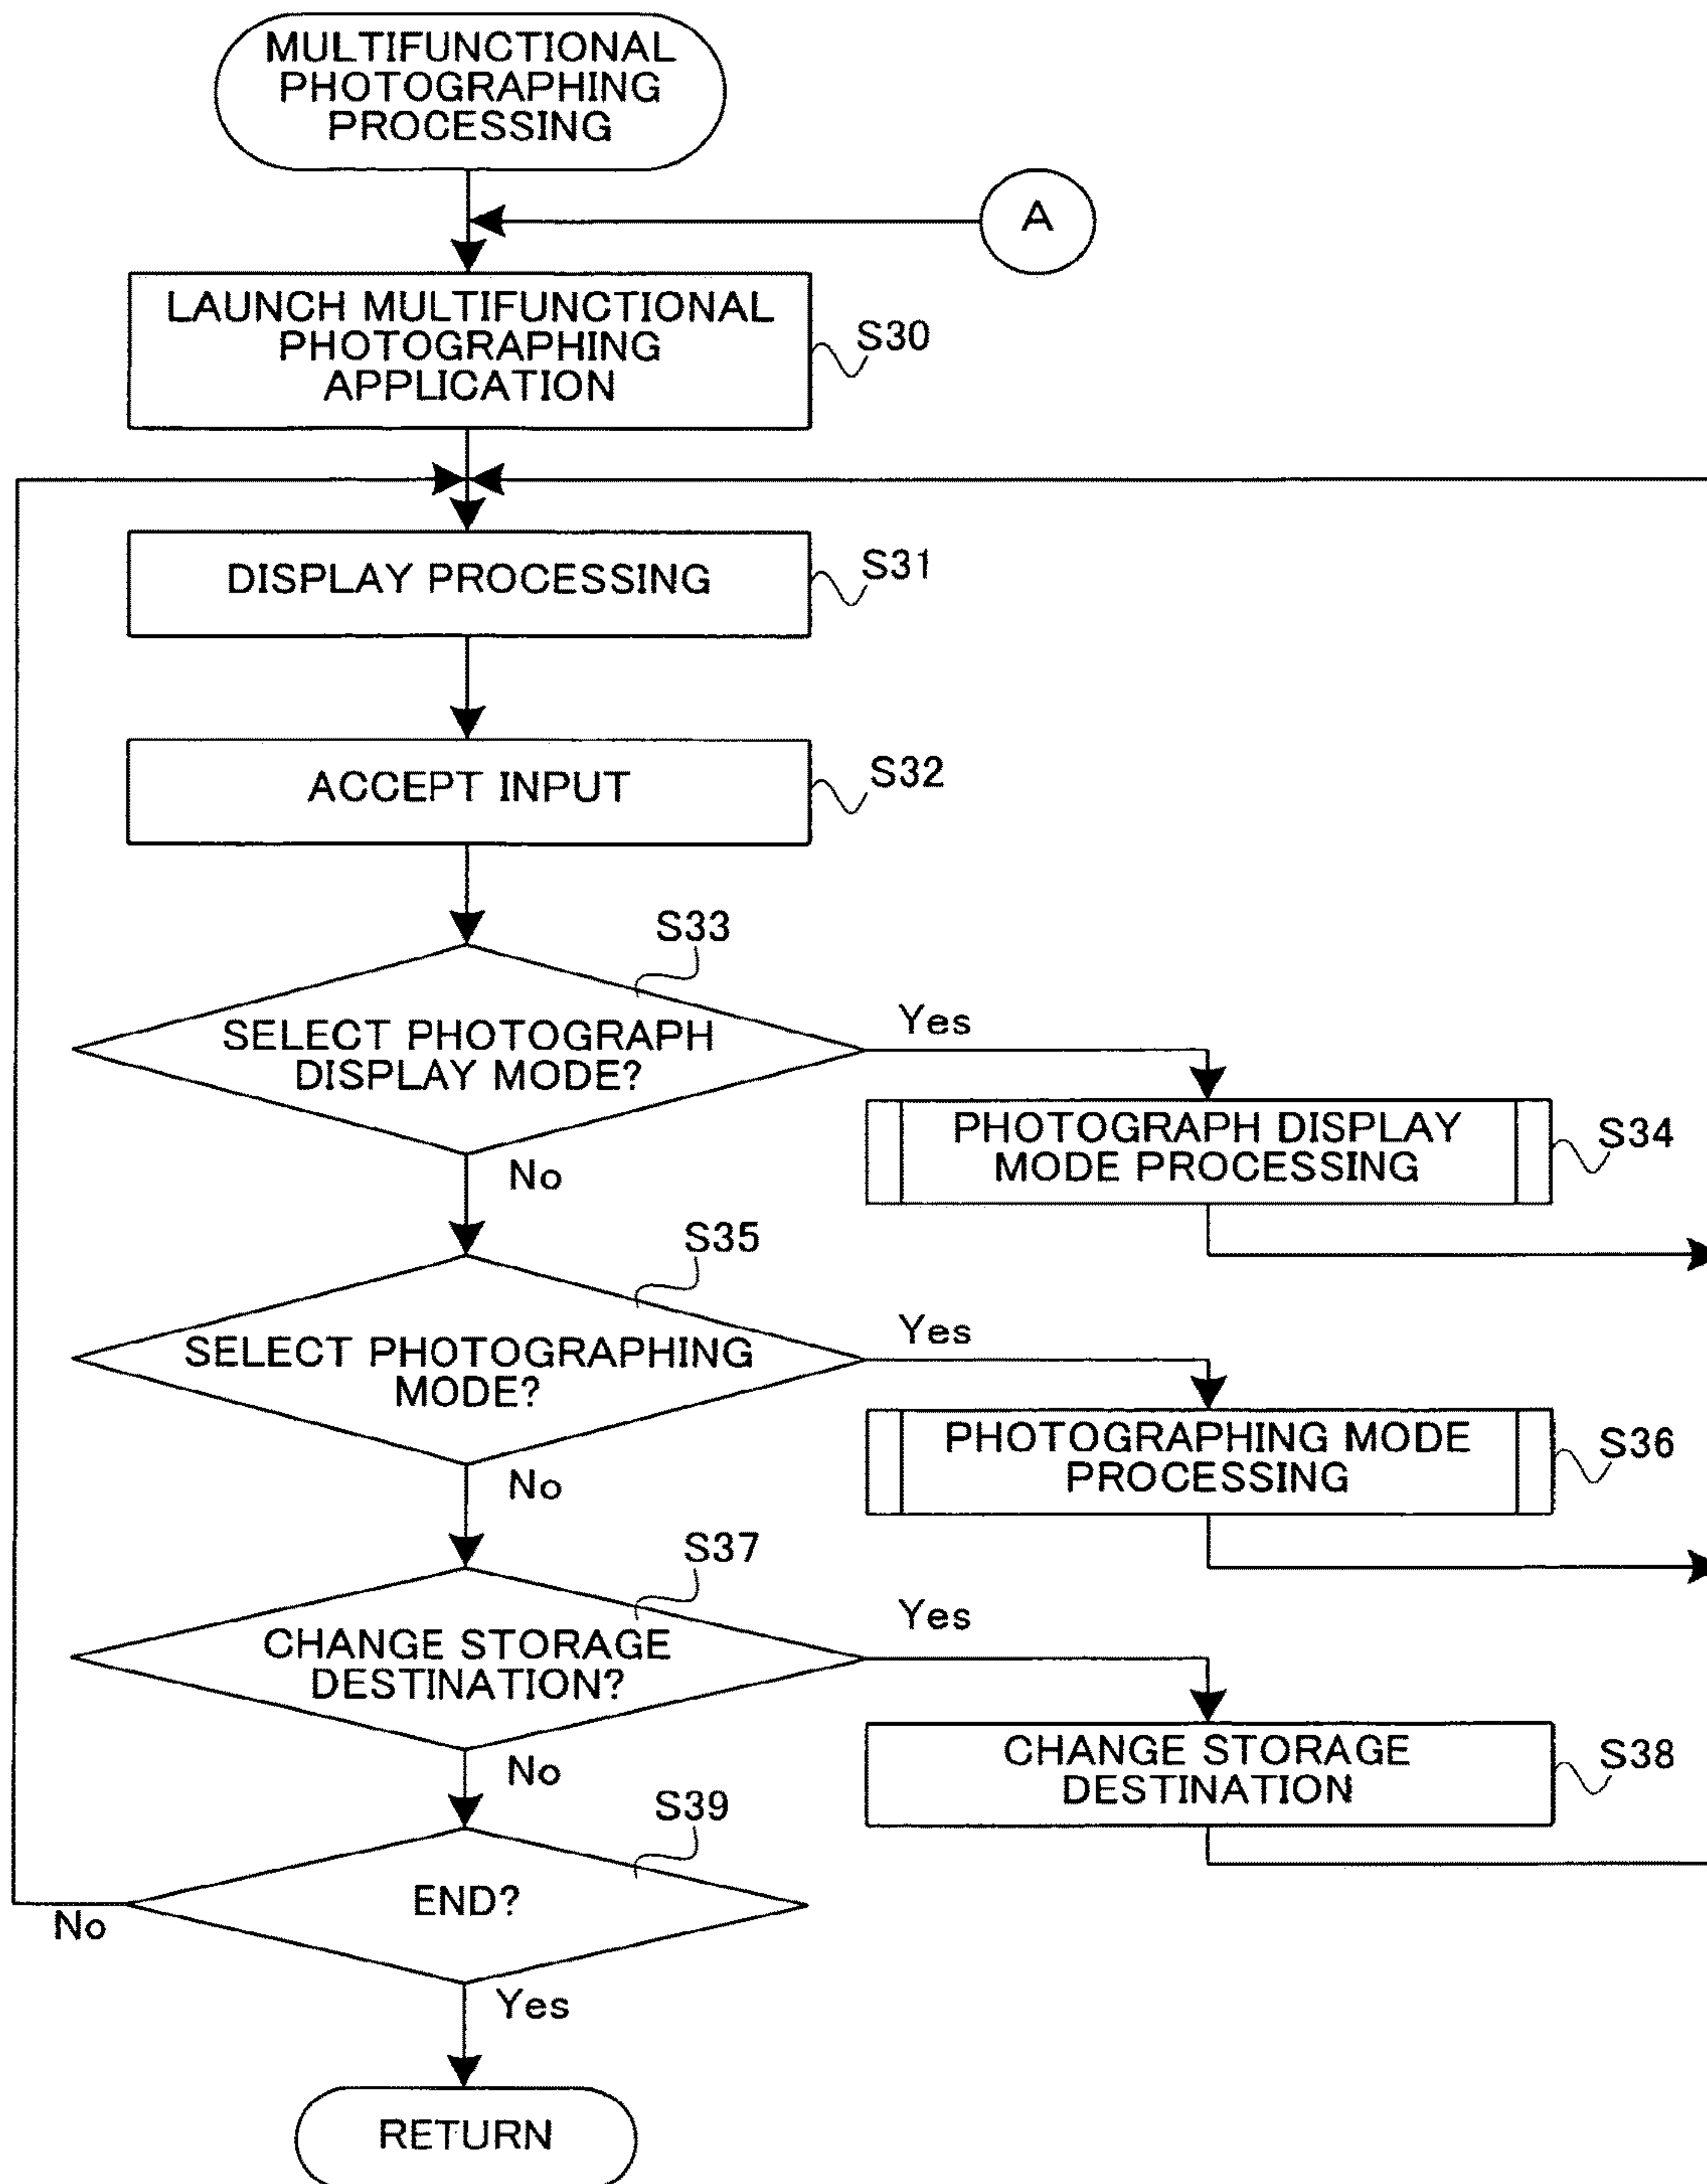 MULTIFUNCTIONAL
PHOTOGRAPHING
PROCESSING
A
LAUNCH MULTIFUNCTIONAL
PHOTOGRAPHING
APPLICATION
S30
DISPLAY PROCESSING
S31
ACCEPT INPUT
S32
S33
SELECT PHOTOGRAPH
DISPLAY MODE?
Yes
No
PHOTOGRAPH DISPLAY
MODE PROCESSING
S34
S35
SELECT PHOTOGRAPHING
MODE?
Yes
No
PHOTOGRAPHING MODE
PROCESSING
S36
S37
CHANGE STORAGE
DESTINATION?
Yes
No
CHANGE STORAGE
DESTINATION
S38
S39
END?
No
Yes
RETURN